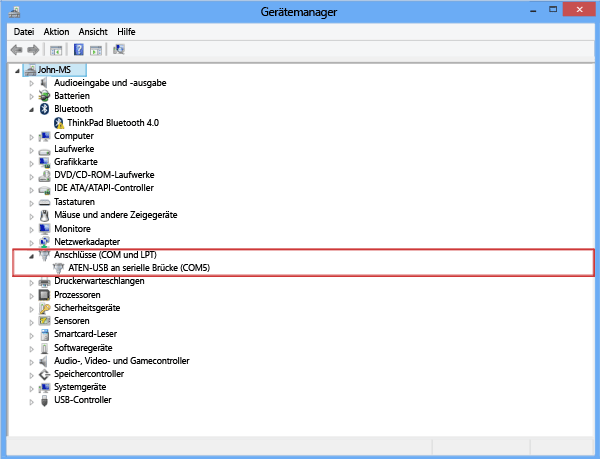 Gerätemanager
Datei Aktion Ansicht Hilfe
John-MS
Audioeingabe und -ausgabe
Batterien
Bluetooth
ThinkPad Bluetooth 4.0
Computer
Laufwerke
Grafikkarte
DVD/CD-ROM-Laufwerke
IDE ATA/ATAPI-Controller
Tastaturen
Mäuse und andere Zeigegeräte
Monitore
Netzwerkadapter
Anschlüsse (COM und LPT)
ATEN-USB an serielle Brücke (COM5)
Druckerwarteschlangen
Prozessoren
Sicherheitsgeräte
Sensoren
Smartcard-Leser
Softwaregeräte
Audio-, Video- und Gamecontroller
Speichercontroller
Systemgeräte
USB-Controller